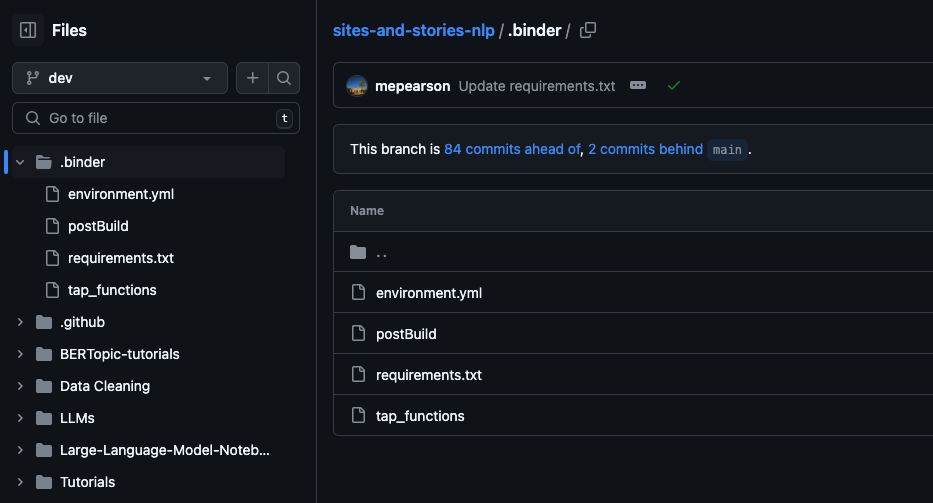 Files
dev
Go to file
t
.binder
environment.yml
postBuild
requirements.txt
tap_functions
.github
BERTopic-tutorials
Data Cleaning
LLMs
Large-Language-Model-Noteb...
Tutorials
sites-and-stories-nlp / .binder /
mepearson Update requirements.txt
This branch is 84 commits ahead of, 2 commits behind main.
Name
..
environment.yml
postBuild
requirements.txt
tap_functions